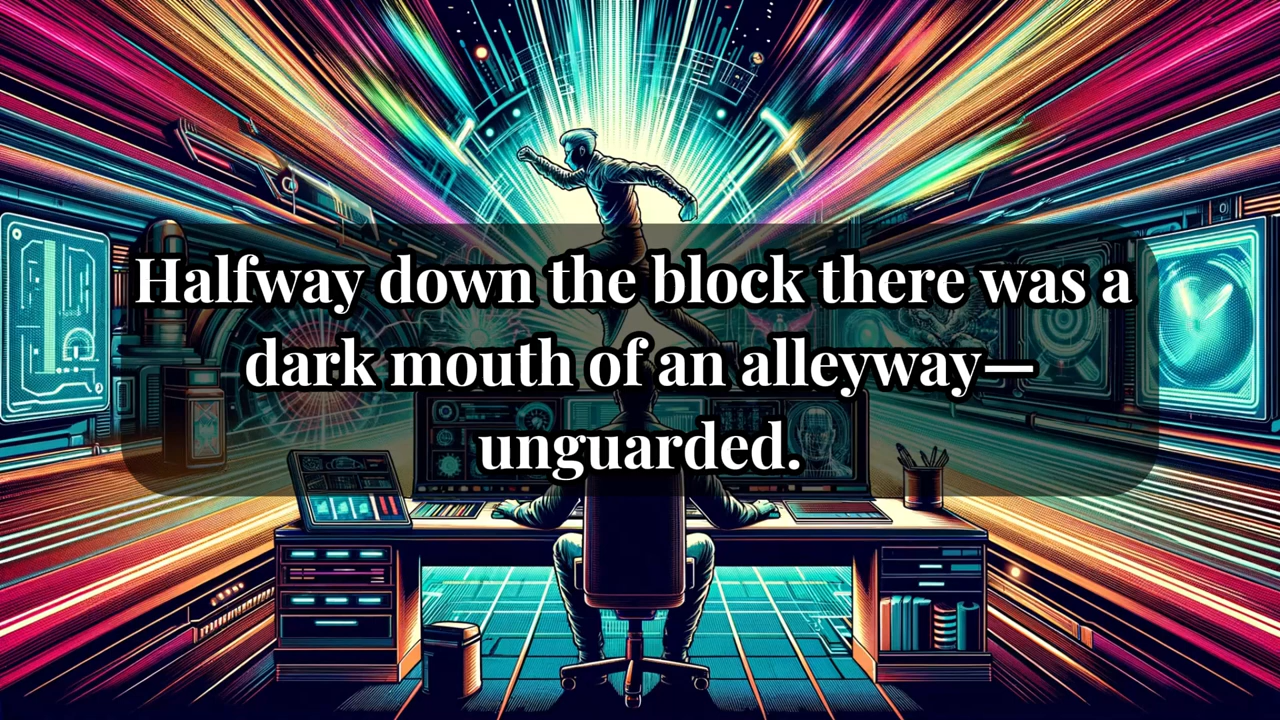 Halfway down the block there was a
dark mouth of an alleyway—
unguarded.